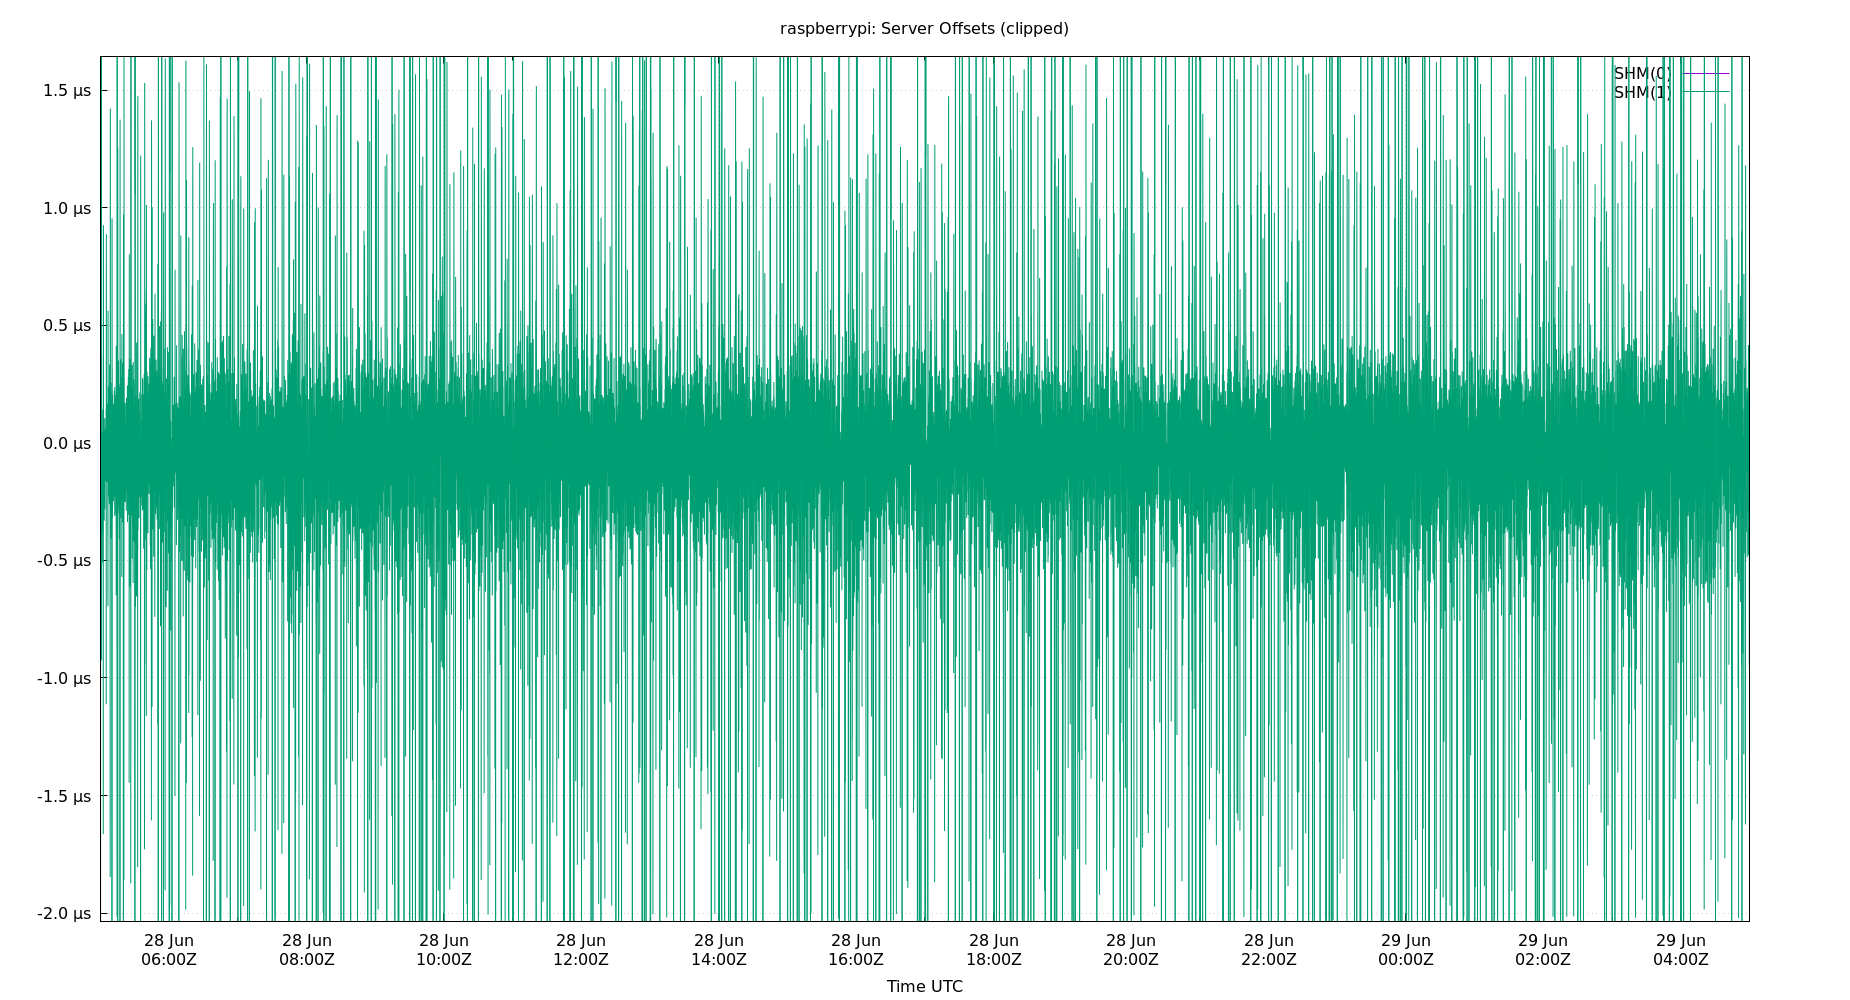 raspberrypi: Server Offsets (clipped)
SHM(0)
SHM(1)
1.5 µs
1.0 µs
0.5 µs
0.0 µs
-0.5 µs
-1.0 µs
-1.5 µs
-2.0 µs
28 Jun 28 Jun 28 Jun 28 Jun 28 Jun 28 Jun 28 Jun 28 Jun 28 Jun 29 Jun 29 Jun 29 Jun
06:00Z 08:00Z 10:00Z 12:00Z 14:00Z 16:00Z 18:00Z 20:00Z 22:00Z 00:00Z 02:00Z 04:00Z
Time UTC